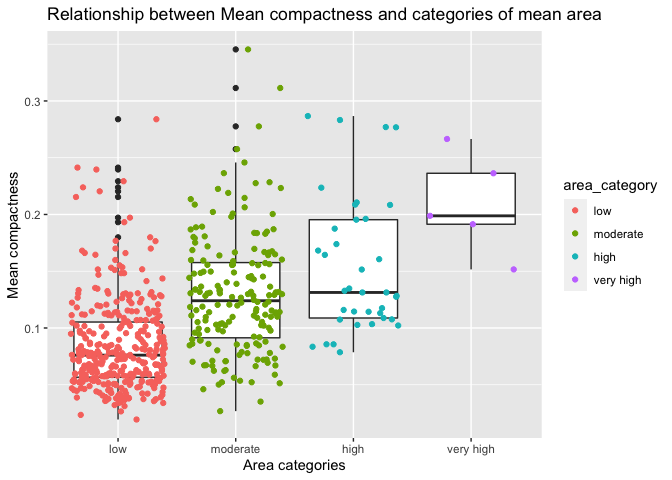 Relationship between Mean compactness and categories of mean area
Mean compactness
0.3
0.2
0.1
low
moderate
high
very high
Area categories
area_category
low
moderate
high
very high